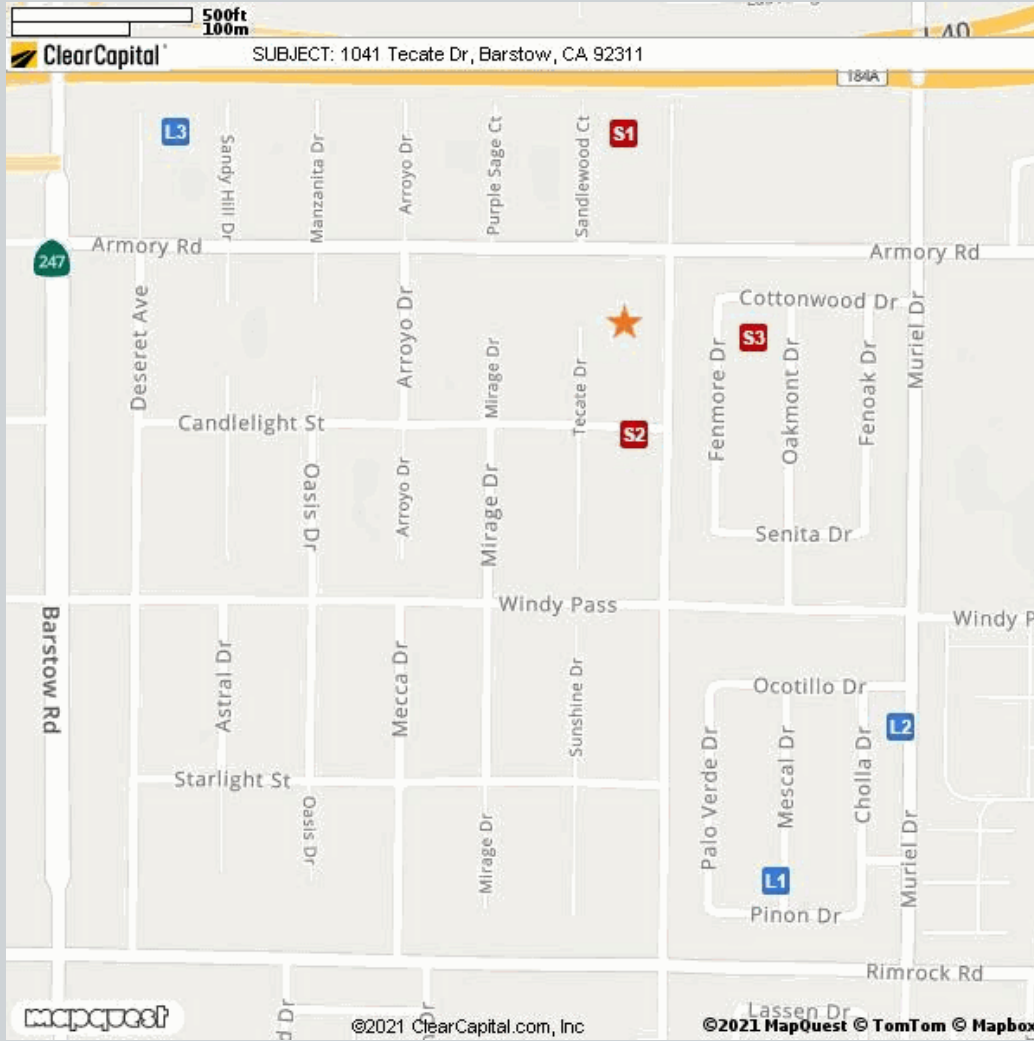 500ft
100m
I 40
ClearCapital
SUBJECT: 1041 Tecate Dr, Barstow, CA 92311
184A
L3
S1
Sandy Hill Dr
Manzanita Dr
Arroyo Dr
Purple Sage Ct
Sandlewood Ct
Armory Rd
Armory Rd
247
Cottonwood Dr
Deseret Ave
Arroyo Dr
Mirage Dr
Tecate Dr
S3
Fenmore Dr
Oakmont Dr
Fenoak Dr
Muriel Dr
Candlelight St
S2
Oasis Dr
Arroyo Dr
Mirage Dr
Senita Dr
Windy Pass
Windy P
Barstow Rd
Astral Dr
Mecca Dr
Sunshine Dr
Ocotillo Dr
L2
Palo Verde Dr
Mescal Dr
Cholla Dr
Starlight St
Oasis Dr
Mirage Dr
Muriel Dr
L1
Pinon Dr
Rimrock Rd
Lassen Dr
d Dr
Dr
mapquest
©2021 ClearCapital.com, Inc
©2021 MapQuest © TomTom © Mapbox